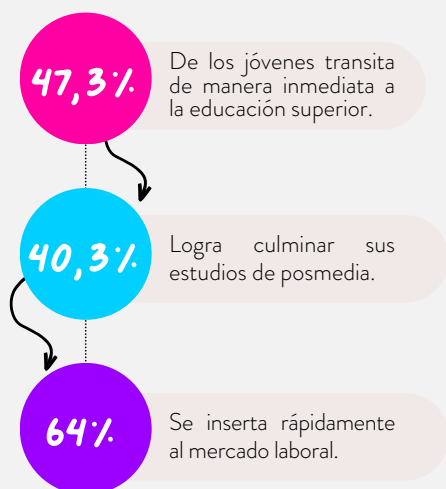 47,3%
De los jóvenes transita
de manera inmediata a
la educación superior.
40,3%
Logra culminar sus
estudios de posmedia.
64%
Se inserta rápidamente
al mercado laboral.